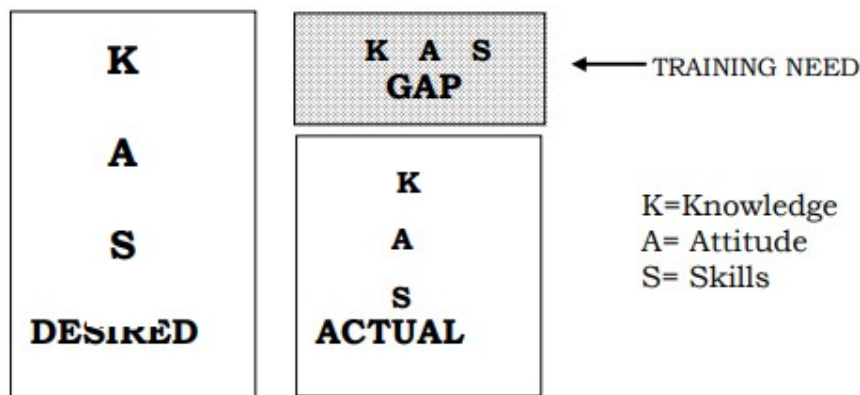 K
A
S
DESIRED
K A S
GAP
TRAINING NEED
K
A
S
ACTUAL
K=Knowledge
A= Attitude
S= Skills